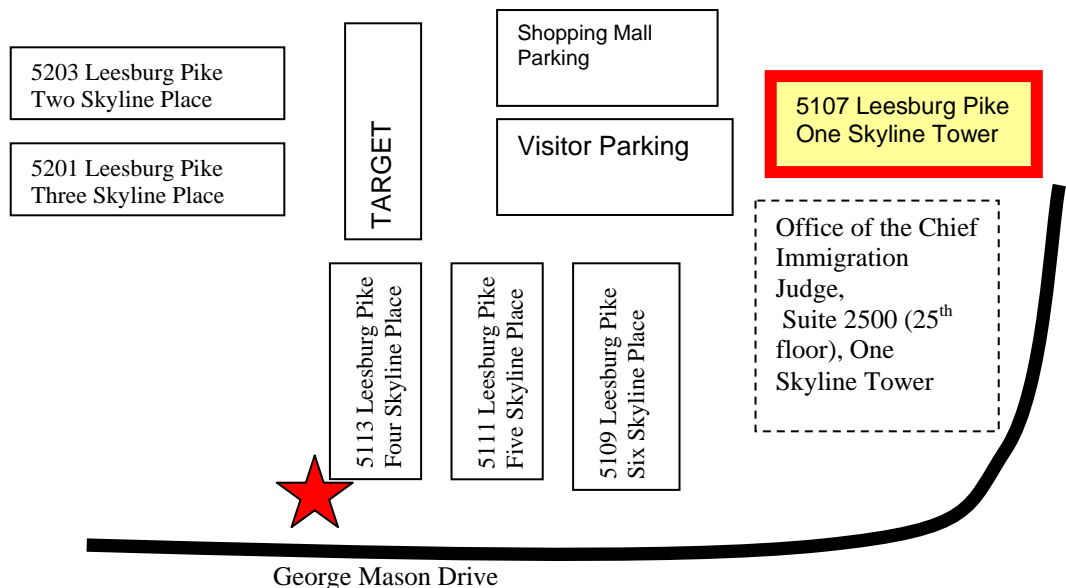 5203 Leesburg Pike
Two Skyline Place
5201 Leesburg Pike
Three Skyline Place
TARGET
Shopping Mall
Parking
Visitor Parking
5107 Leesburg Pike
One Skyline Tower
Office of the Chief
Immigration
Judge,
Suite 2500 (25th
floor), One
Skyline Tower
5113 Leesburg Pike
Four Skyline Place
5111 Leesburg Pike
Five Skyline Place
5109 Leesburg Pike
Six Skyline Place
George Mason Drive